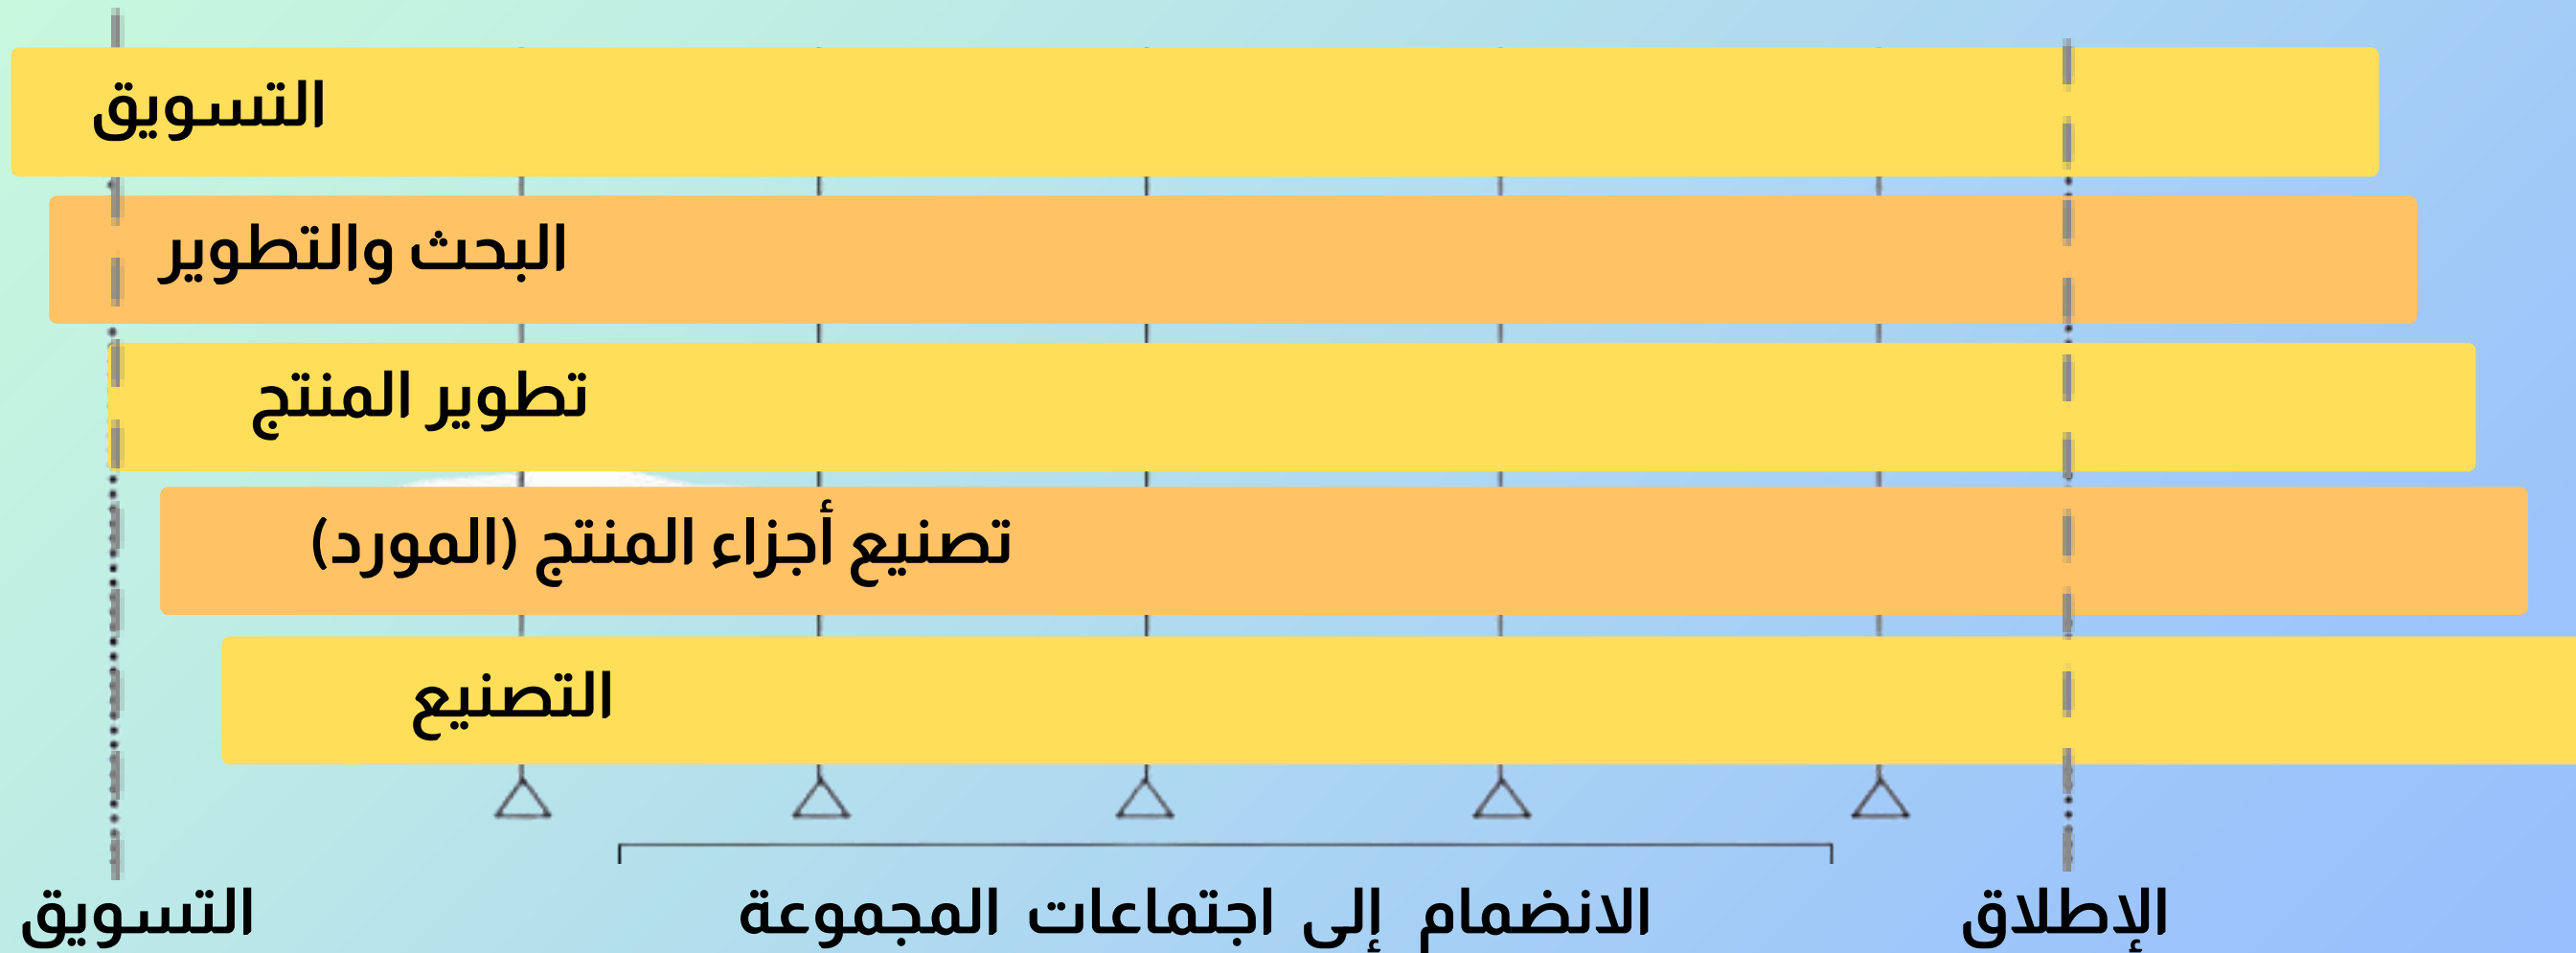 التسويق
البحث والتطوير
تطوير المنتج
تصنيع أجزاء المنتج (المورد)
التصنيع
الإطلاق
الانضمام إلى اجتماعات المجموعة
التسويق